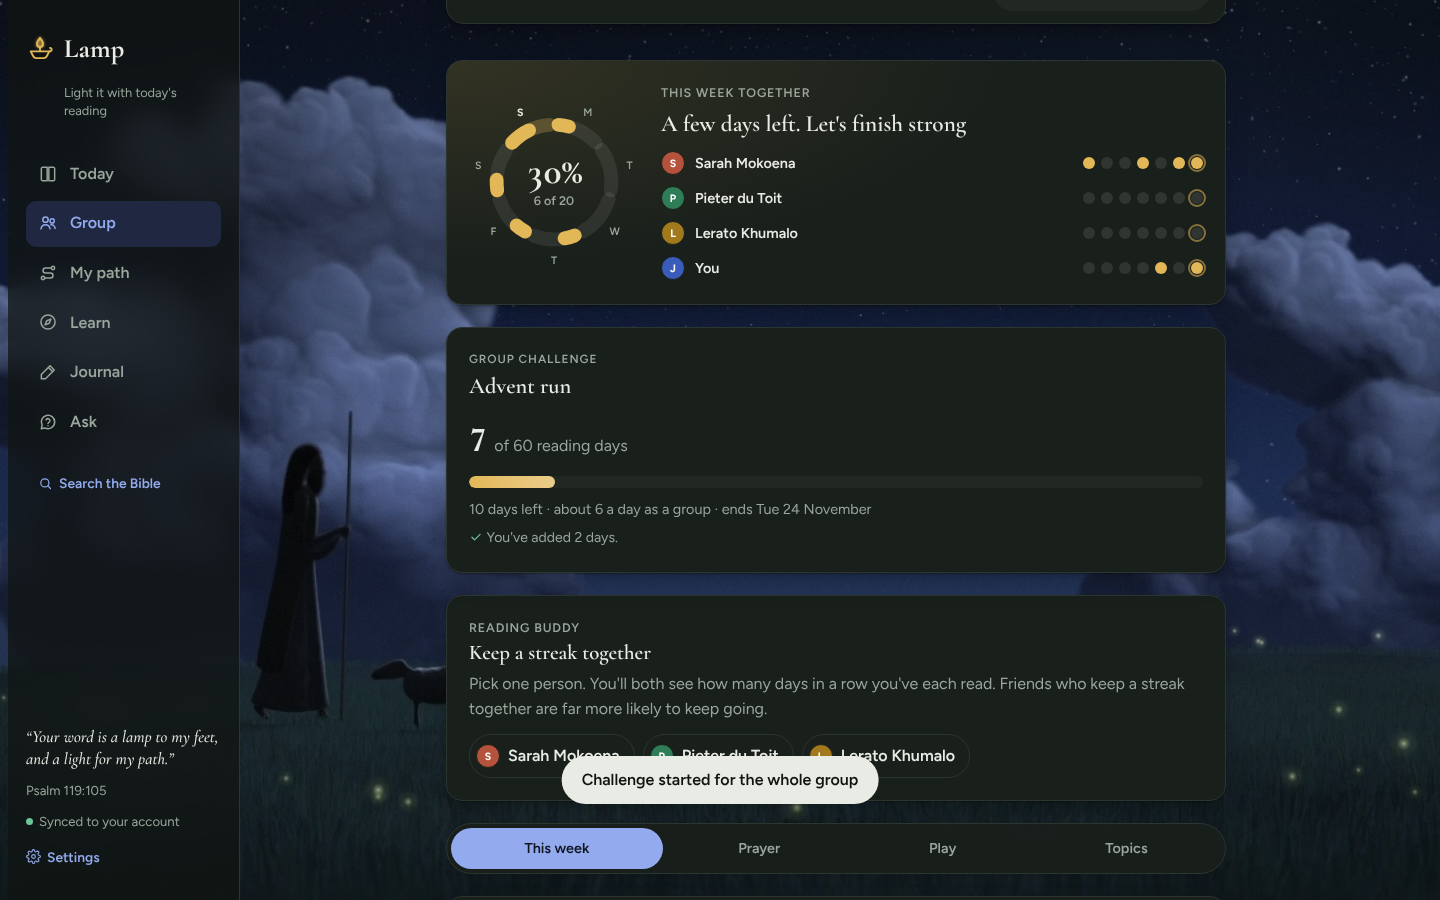 Lamp
Light it with today's
reading
Today
Group
My path
Learn
Journal
Ask
Search the Bible
“Your word is a lamp to my feet,
and a light for my path.”
Psalm 119:105
Synced to your account
Settings
S
M
T
W
T
F
S
30%
6 of 20
THIS WEEK TOGETHER
A few days left. Let's finish strong
S Sarah Mokoena
P Pieter du Toit
L Lerato Khumalo
J You
GROUP CHALLENGE
Advent run
7 of 60 reading days
10 days left · about 6 a day as a group · ends Tue 24 November
You've added 2 days.
READING BUDDY
Keep a streak together
Pick one person. You'll both see how many days in a row you've each read. Friends who keep a streak
together are far more likely to keep going.
S Sarah Mokoena P Pieter du Toit L Lerato Khumalo
Challenge started for the whole group
This week Prayer Play Topics